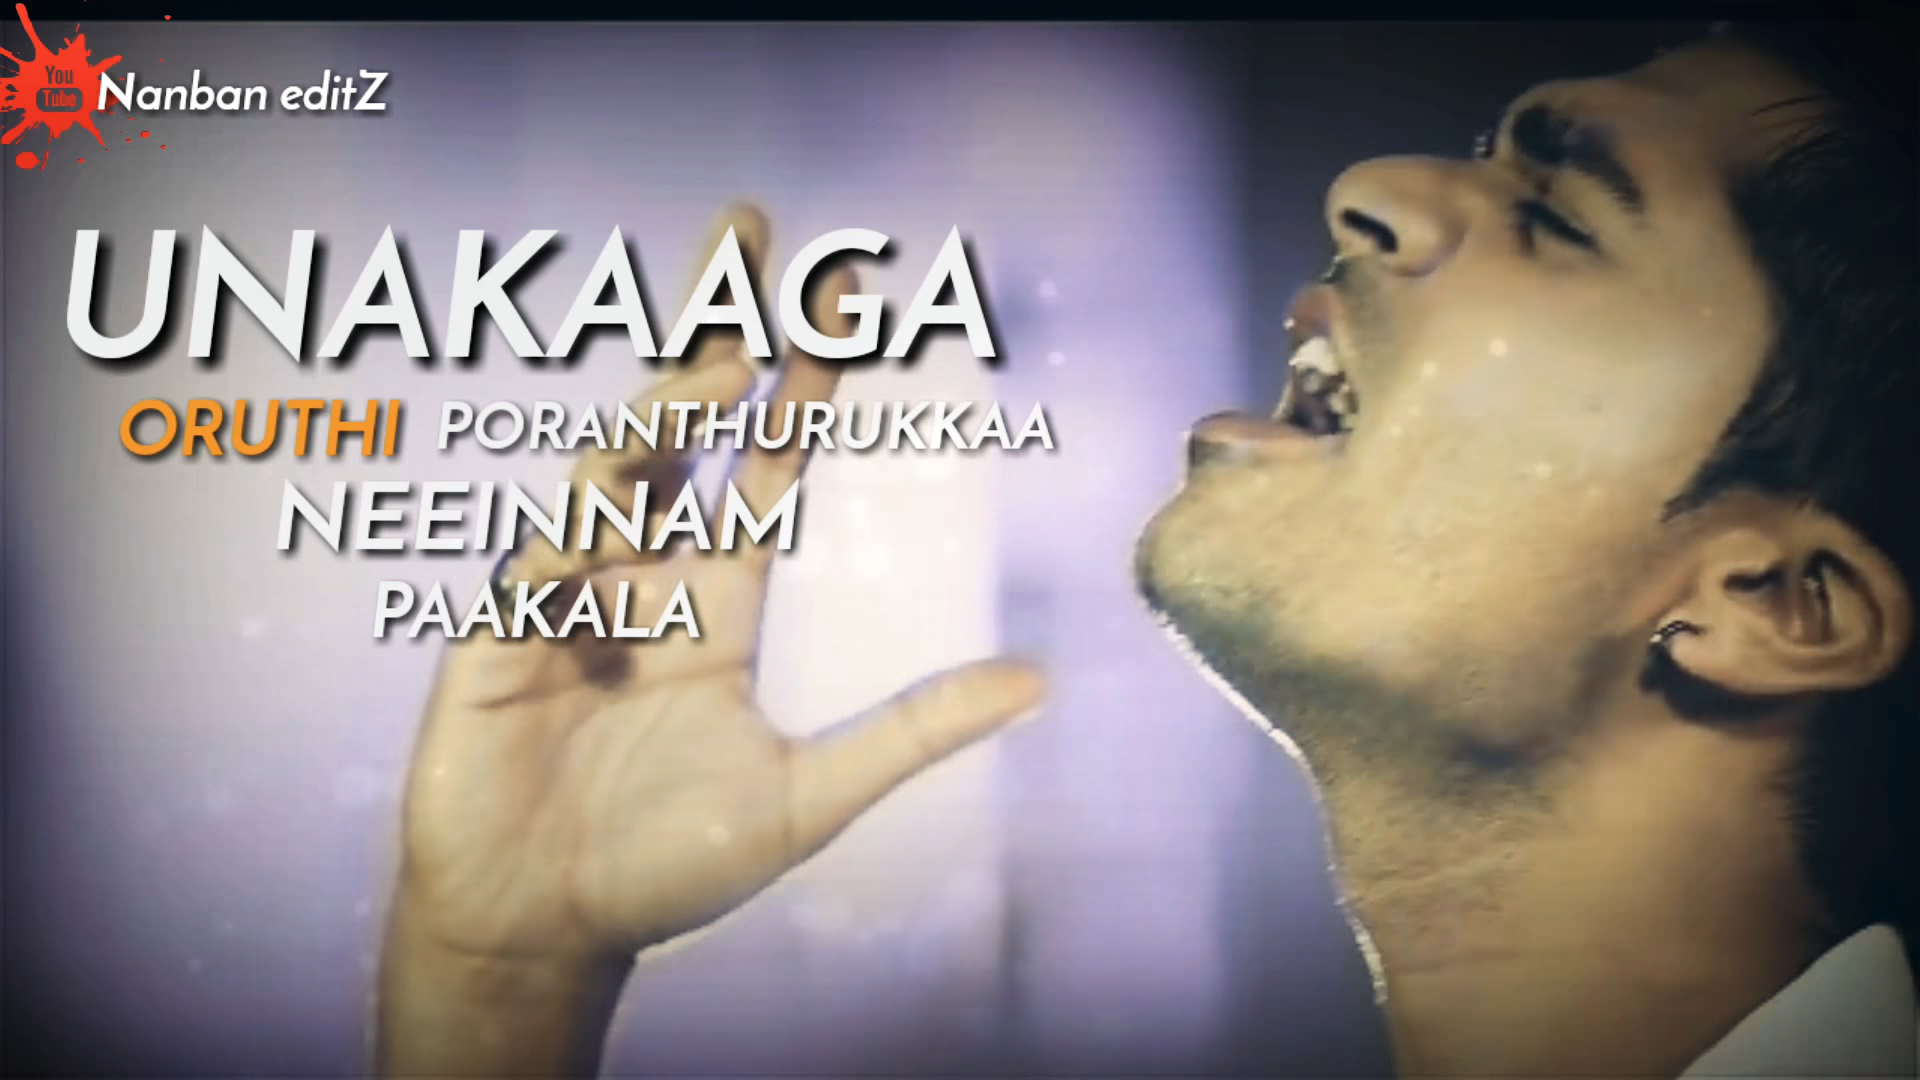 You
Tube
Nanban editZ
UNAKAAGA
ORUTHI PORANTHURUKKAA
NEEINNAM
PAAKALA